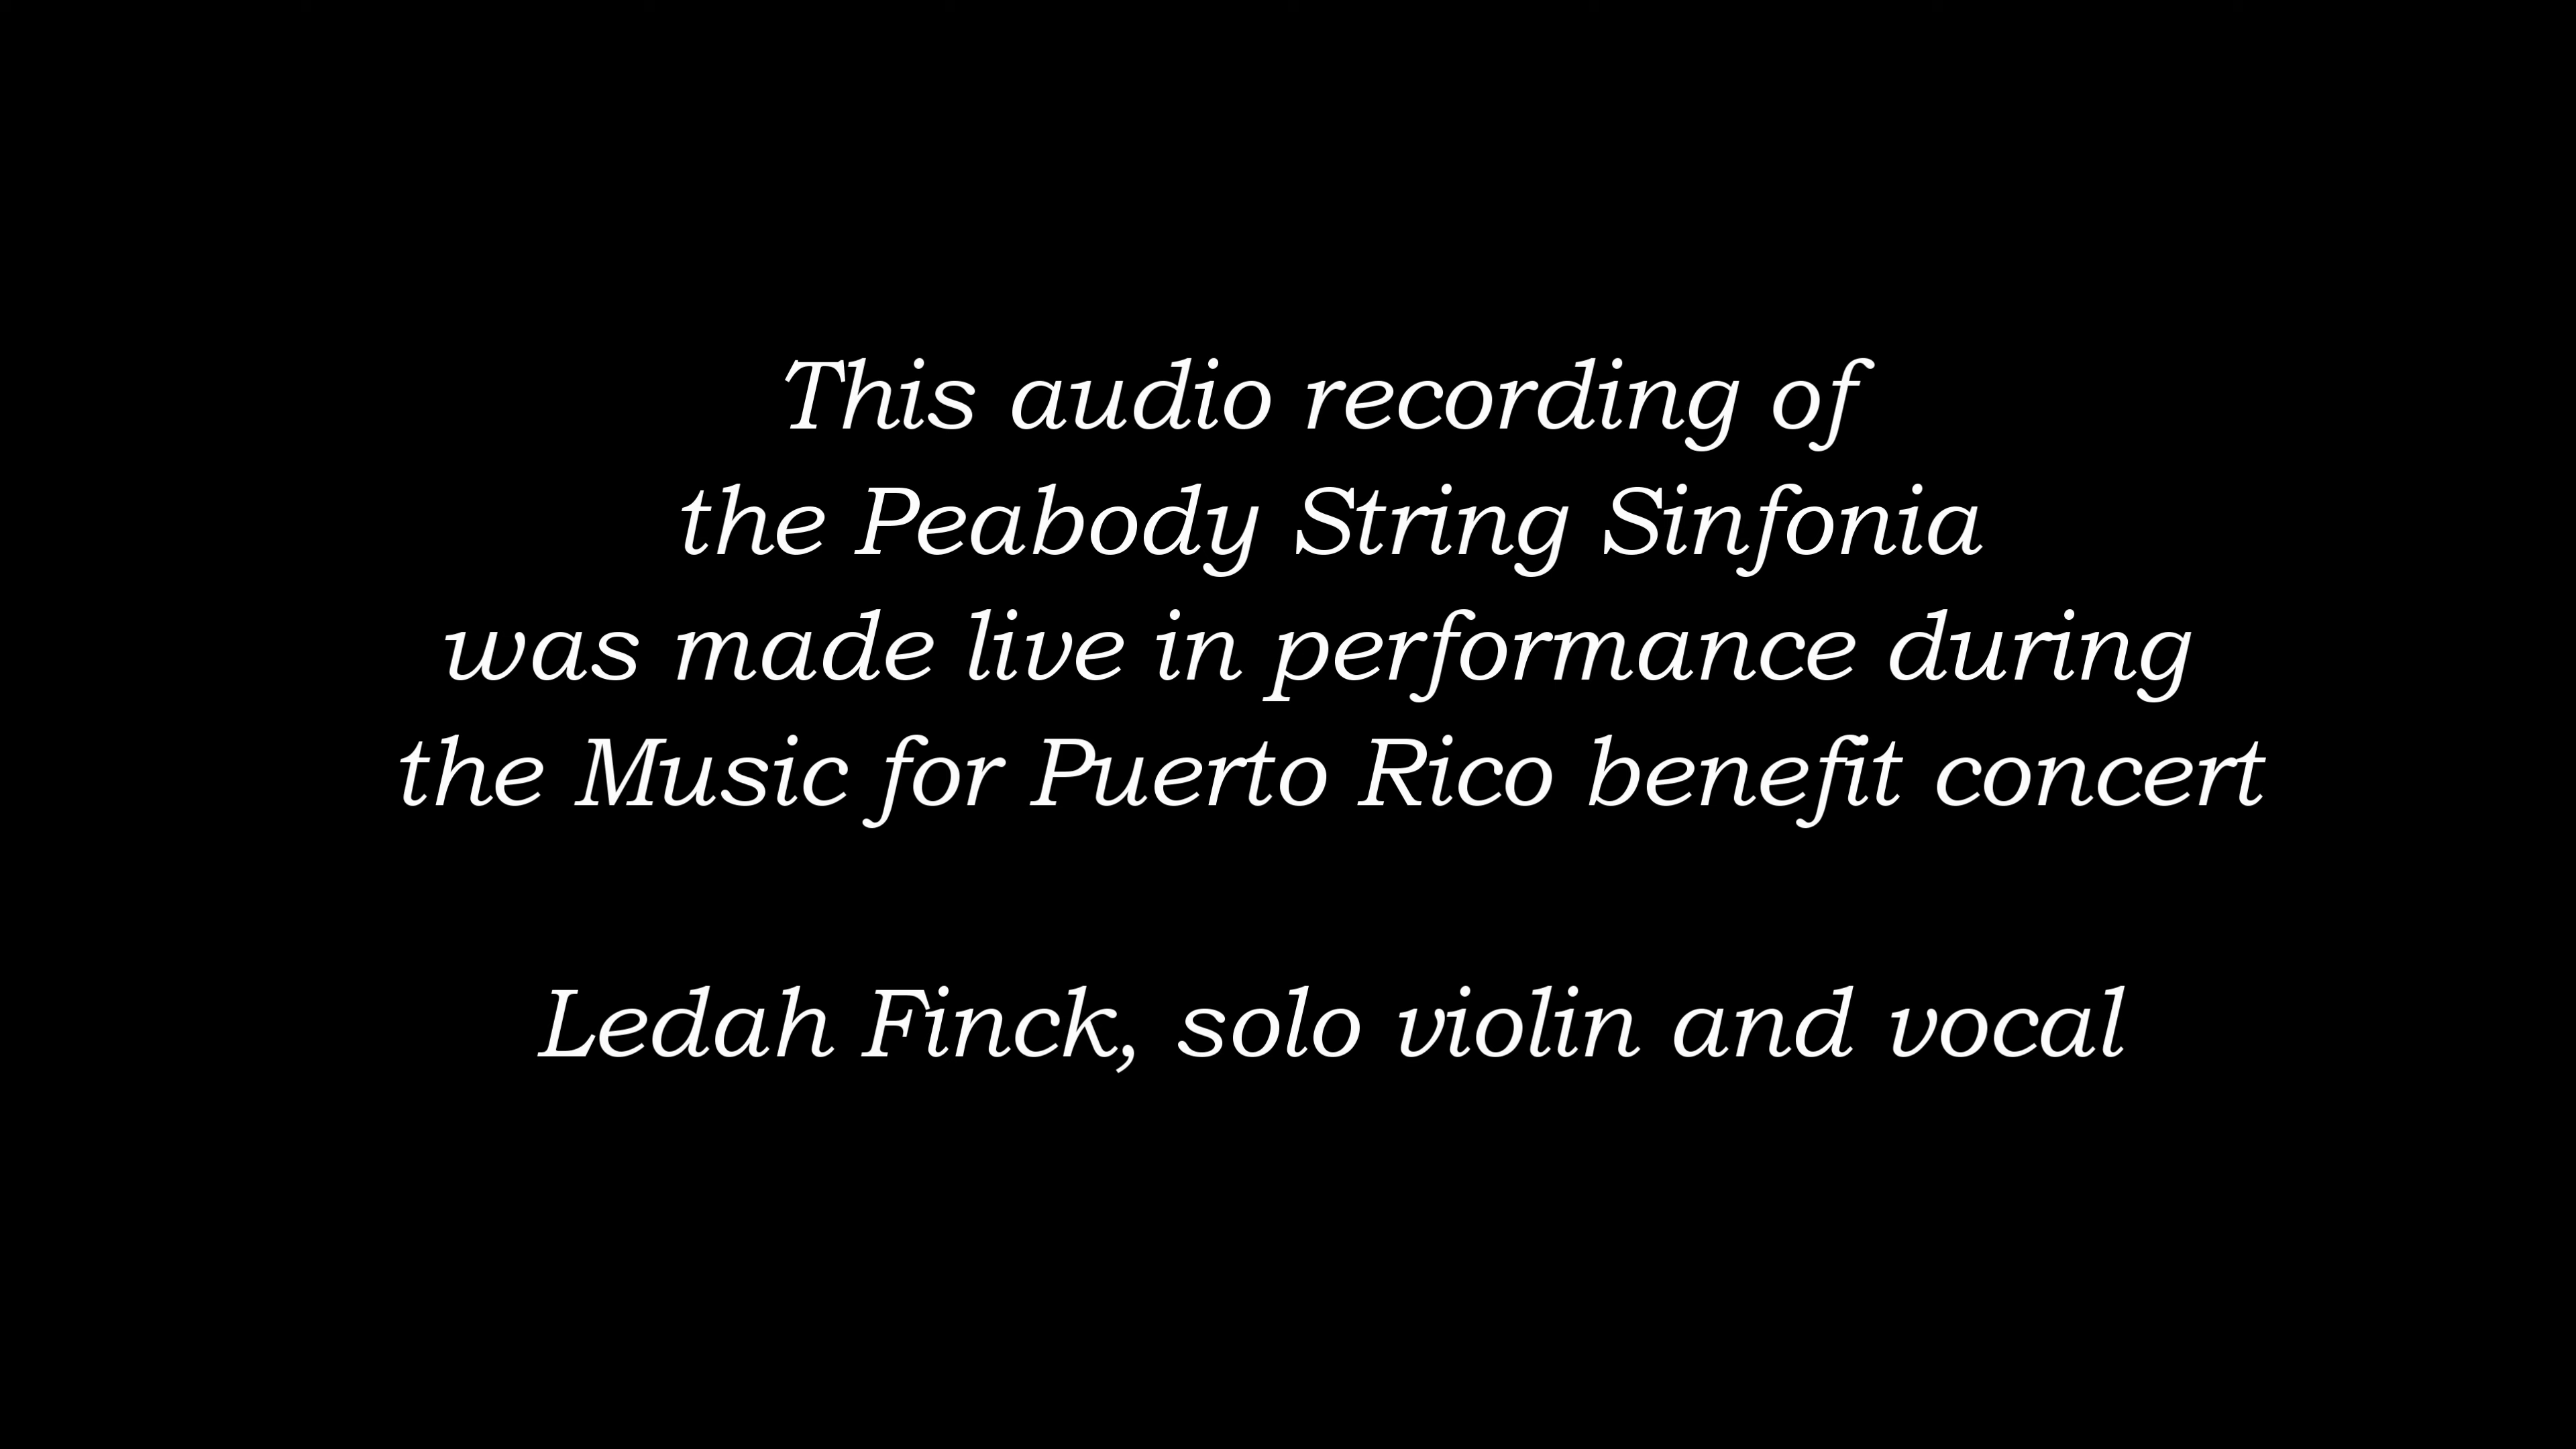 This audio recording of
the Peabody String Sinfonia
was made live in performance during
the Music for Puerto Rico benefit concert
Ledah Finck, solo violin and vocal